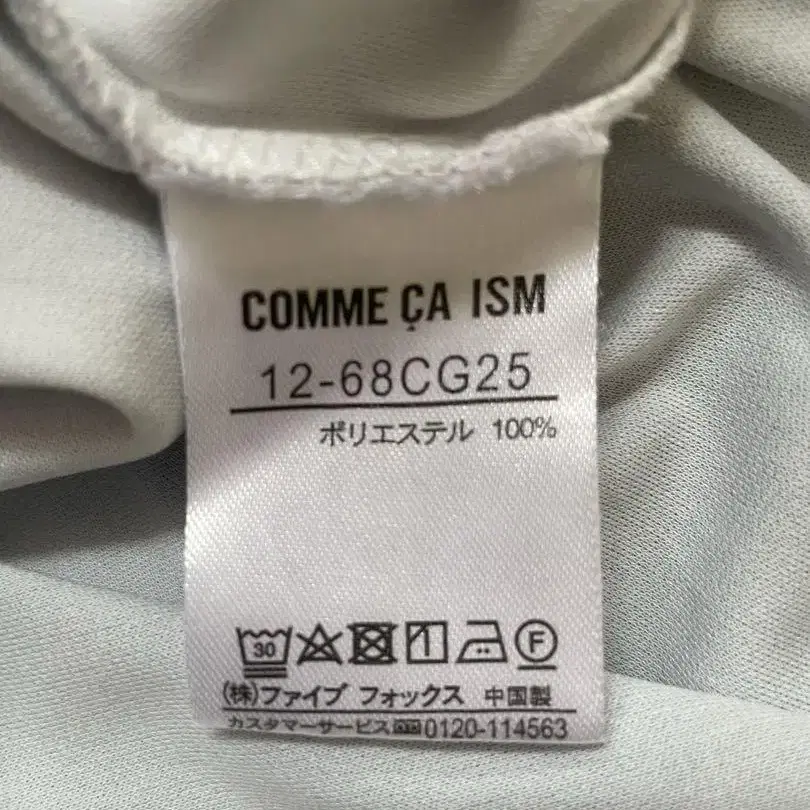 COMME ÇA ISM
12-68CG25
ポリエステル 100%
30 F
(株)ファイブ フォックス 中国製
カスタマーサービス 0120-114563